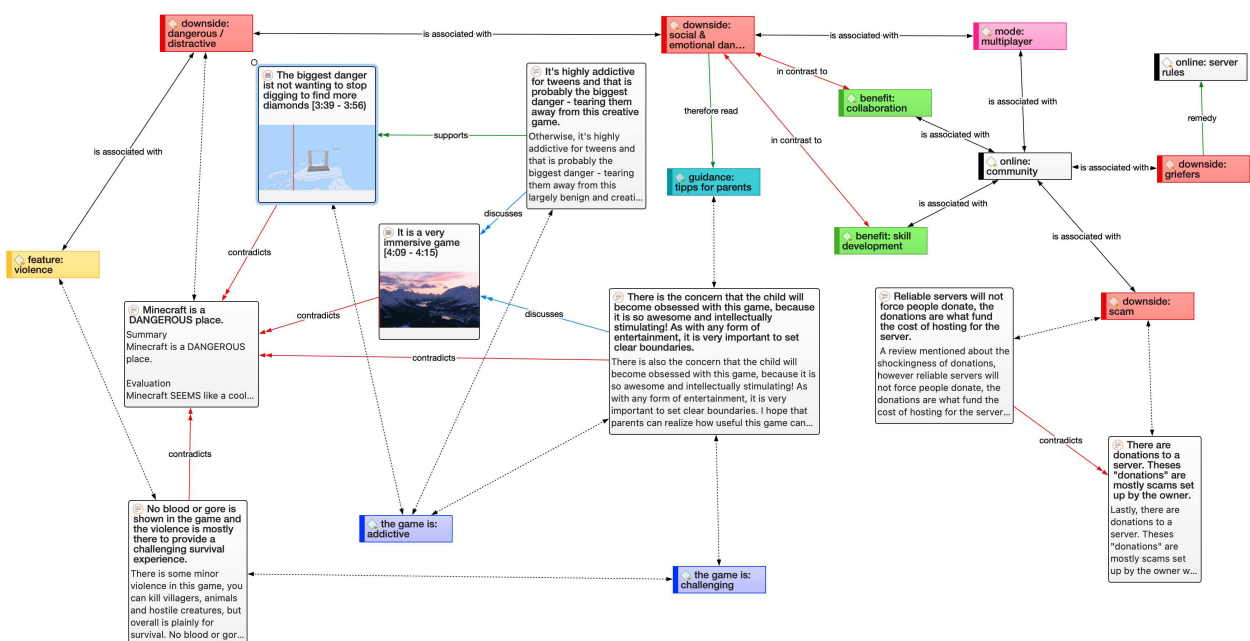 downside:
dangerous /
distractive
is associated with
downside:
social &
emotional dan…
is associated with
mode:
multiplayer
online: server
rules
The biggest danger
ist not wanting to stop
digging to find more
diamonds [3:39 - 3:56)
It's highly addictive
for tweens and that is
probably the biggest
danger - tearing them
away from this creative
game.
Otherwise, it's highly
addictive for tweens and
that is probably the
biggest danger - tearing
them away from this
largely benign and creati…
supports
is associated with
therefore read
in contrast to
in contrast to
benefit:
collaboration
is associated with
is associated with
remedy
online:
community
is associated with
downside:
griefers
guidance:
tipps for parents
is associated with
benefit: skill
development
is associated with
discusses
It is a very
immersive game
[4:09 - 4:15)
feature:
violence
contradicts
contradicts
discusses
contradicts
Minecraft is a
DANGEROUS place.
Summary
Minecraft is a DANGEROUS
place.
Evaluation
Minecraft SEEMS like a cool…
There is the concern that the child will
become obsessed with this game, because
it is so awesome and intellectually
stimulating! As with any form of
entertainment, it is very important to set
clear boundaries.
There is also the concern that the child will
become obsessed with this game, because it is
so awesome and intellectually stimulating! As
with any form of entertainment, it is very
important to set clear boundaries. I hope that
parents can realize how useful this game can…
Reliable servers will not
force people donate, the
donations are what fund
the cost of hosting for the
server.
A review mentioned about the
shockingness of donations,
however reliable servers will
not force people donate, the
donations are what fund the
cost of hosting for the server…
downside:
scam
contradicts
There are
donations to a
server. Theses
"donations" are
mostly scams set
up by the owner.
Lastly, there are
donations to a
server. Theses
"donations" are
mostly scams set
up by the owner w…
contradicts
No blood or gore is
shown in the game and
the violence is mostly
there to provide a
challenging survival
experience.
There is some minor
violence in this game, you
can kill villagers, animals
and hostile creatures, but
overall is plainly for
survival. No blood or gor…
the game is:
addictive
the game is:
challenging